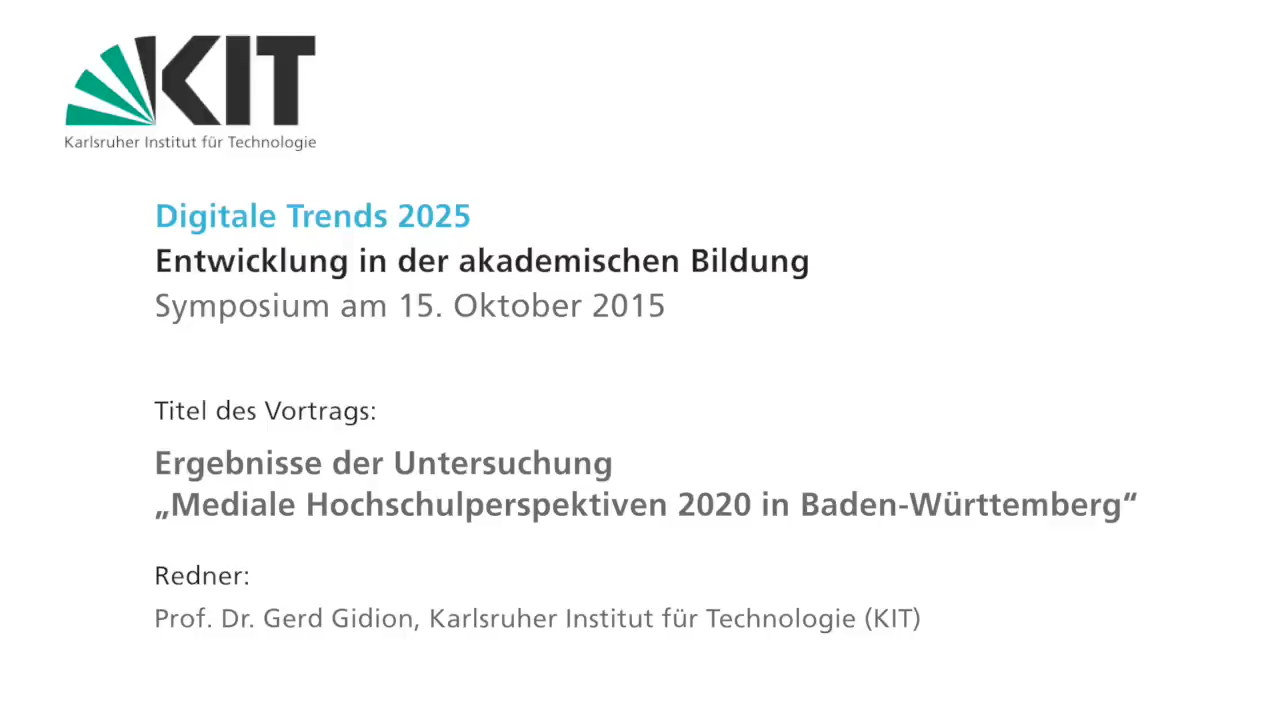 KIT
Karlsruher Institut für Technologie
Digitale Trends 2025
Entwicklung in der akademischen Bildung
Symposium am 15. Oktober 2015
Titel des Vortrags:
Ergebnisse der Untersuchung
„Mediale Hochschulperspektiven 2020 in Baden-Württemberg“
Redner:
Prof. Dr. Gerd Gidion, Karlsruher Institut für Technologie (KIT)